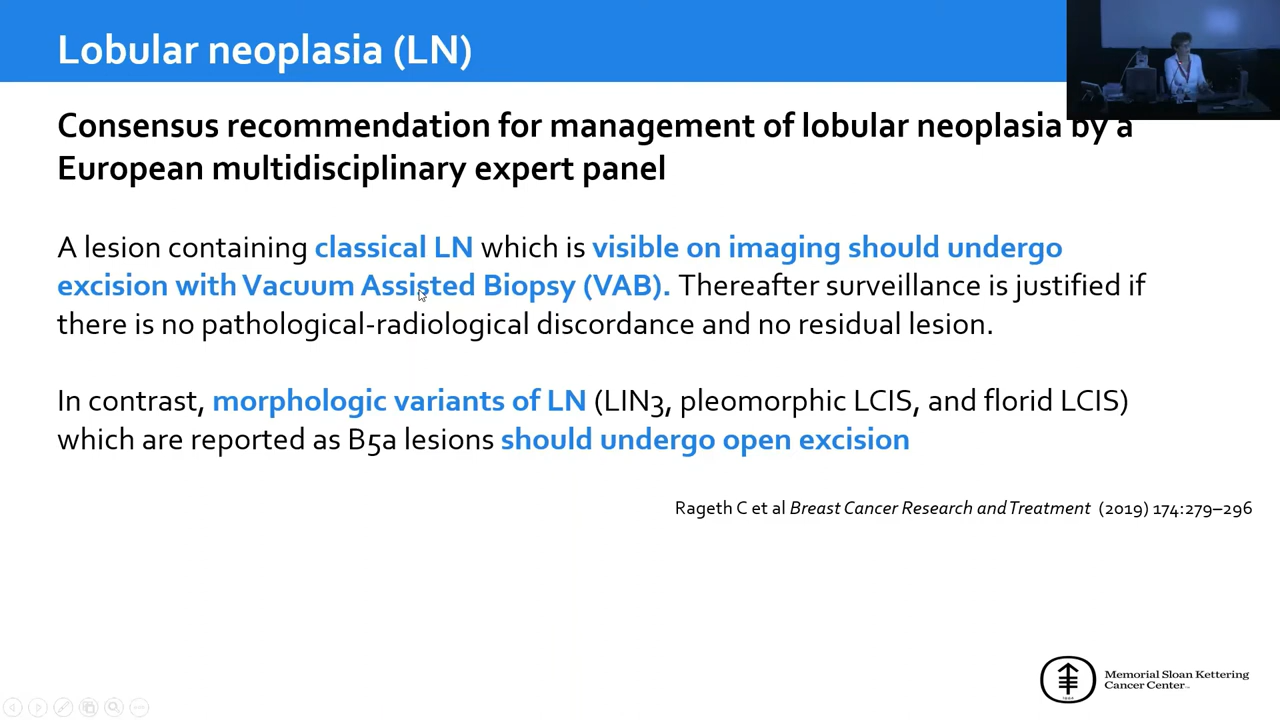 Lobular neoplasia (LN)
Consensus recommendation for management of lobular neoplasia by a
European multidisciplinary expert panel
A lesion containing classical LN which is visible on imaging should undergo
excision with Vacuum Assisted Biopsy (VAB). Thereafter surveillance is justified if
there is no pathological-radiological discordance and no residual lesion.
In contrast, morphologic variants of LN (LIN3, pleomorphic LCIS, and florid LCIS)
which are reported as B5a lesions should undergo open excision
Rageth C et al Breast Cancer Research and Treatment (2019) 174:279–296
Memorial Sloan Kettering
Cancer Center